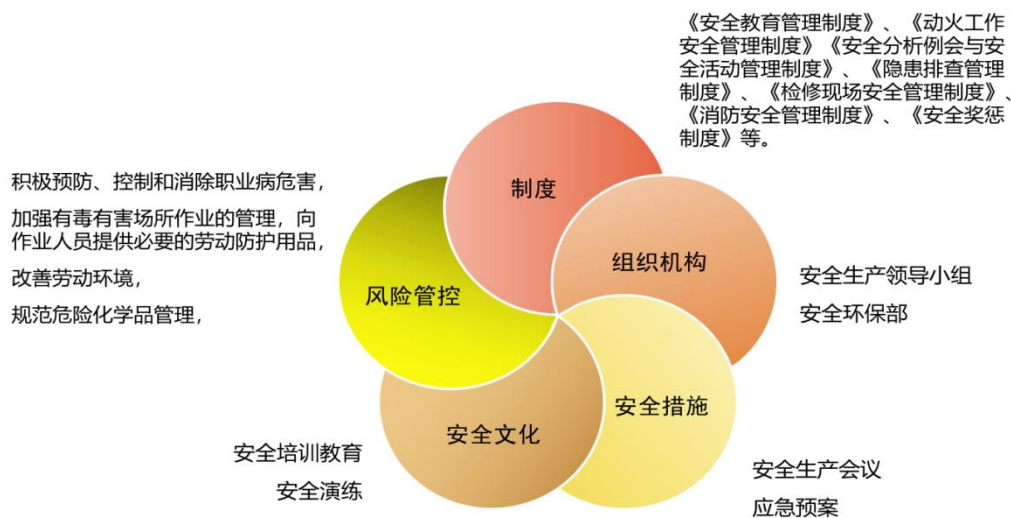 《安全教育管理制度》、《动火工作
安全管理制度》《安全分析例会与安
全活动管理制度》、《隐患排查管理
制度》、《检修现场安全管理制度》、
《消防安全管理制度》、《安全奖惩
制度》等。
制度
积极预防、控制和消除职业病危害，
加强有毒有害场所作业的管理，向
作业人员提供必要的劳动防护用品，
改善劳动环境，
规范危险化学品管理，
风险管控
组织机构
安全生产领导小组
安全环保部
安全文化
安全培训教育
安全演练
安全措施
安全生产会议
应急预案